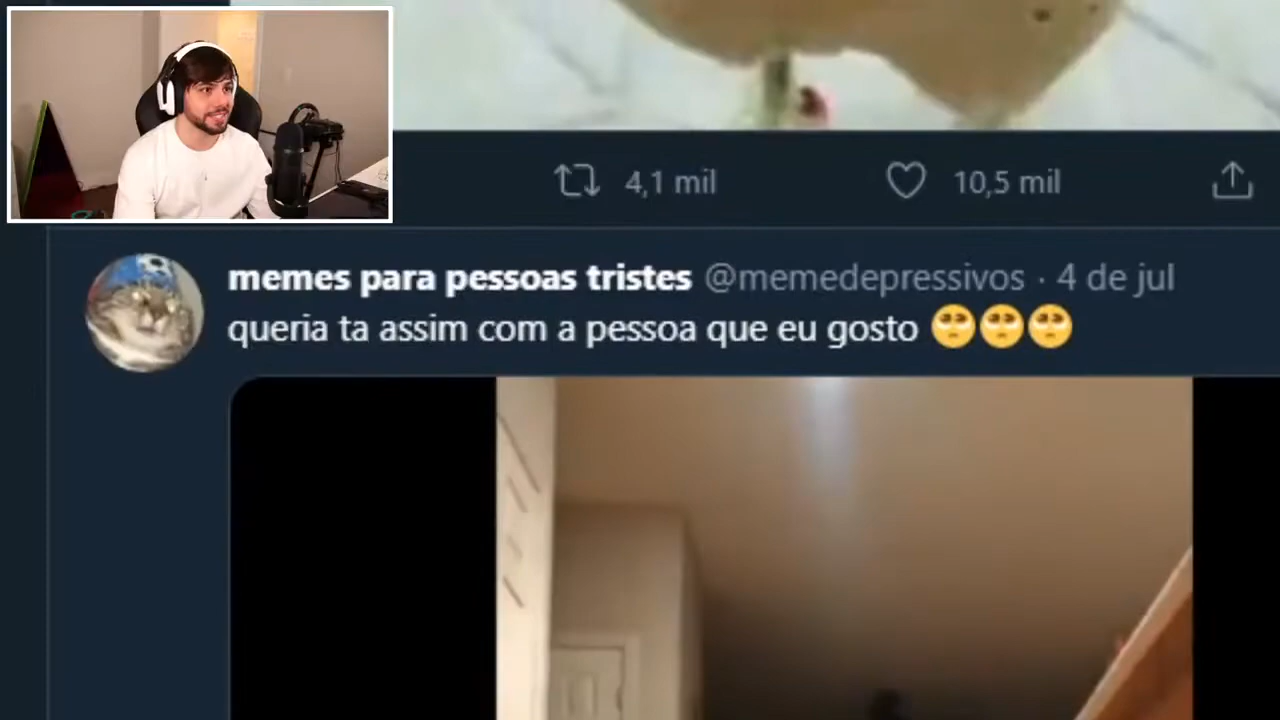 4,1 mil 10,5 mil
memes para pessoas tristes @memedepressivos · 4 de jul
queria ta assim com a pessoa que eu gosto 🥺🥺🥺